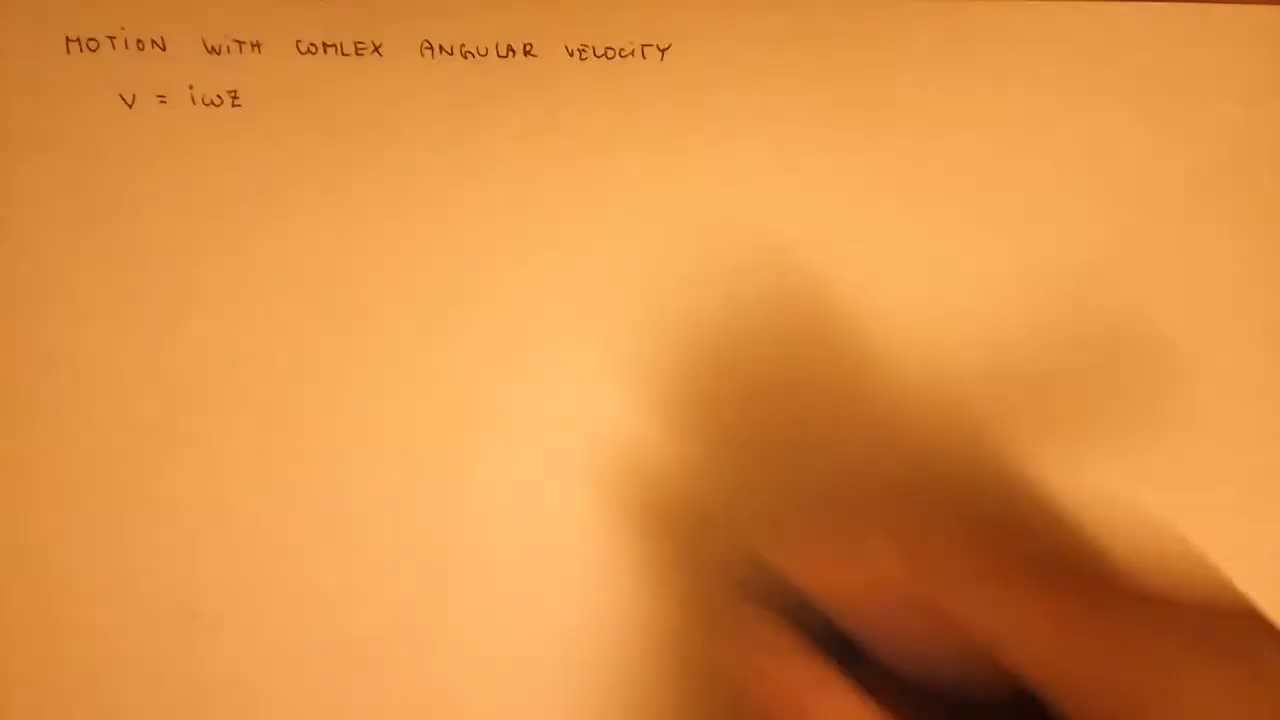 MOTION WITH COMLEX ANGULAR VELOCITY
v = iωz